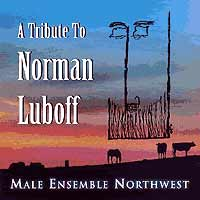 A Tribute To
Norman
Luboff
MALE ENSEMBLE NORTHWEST